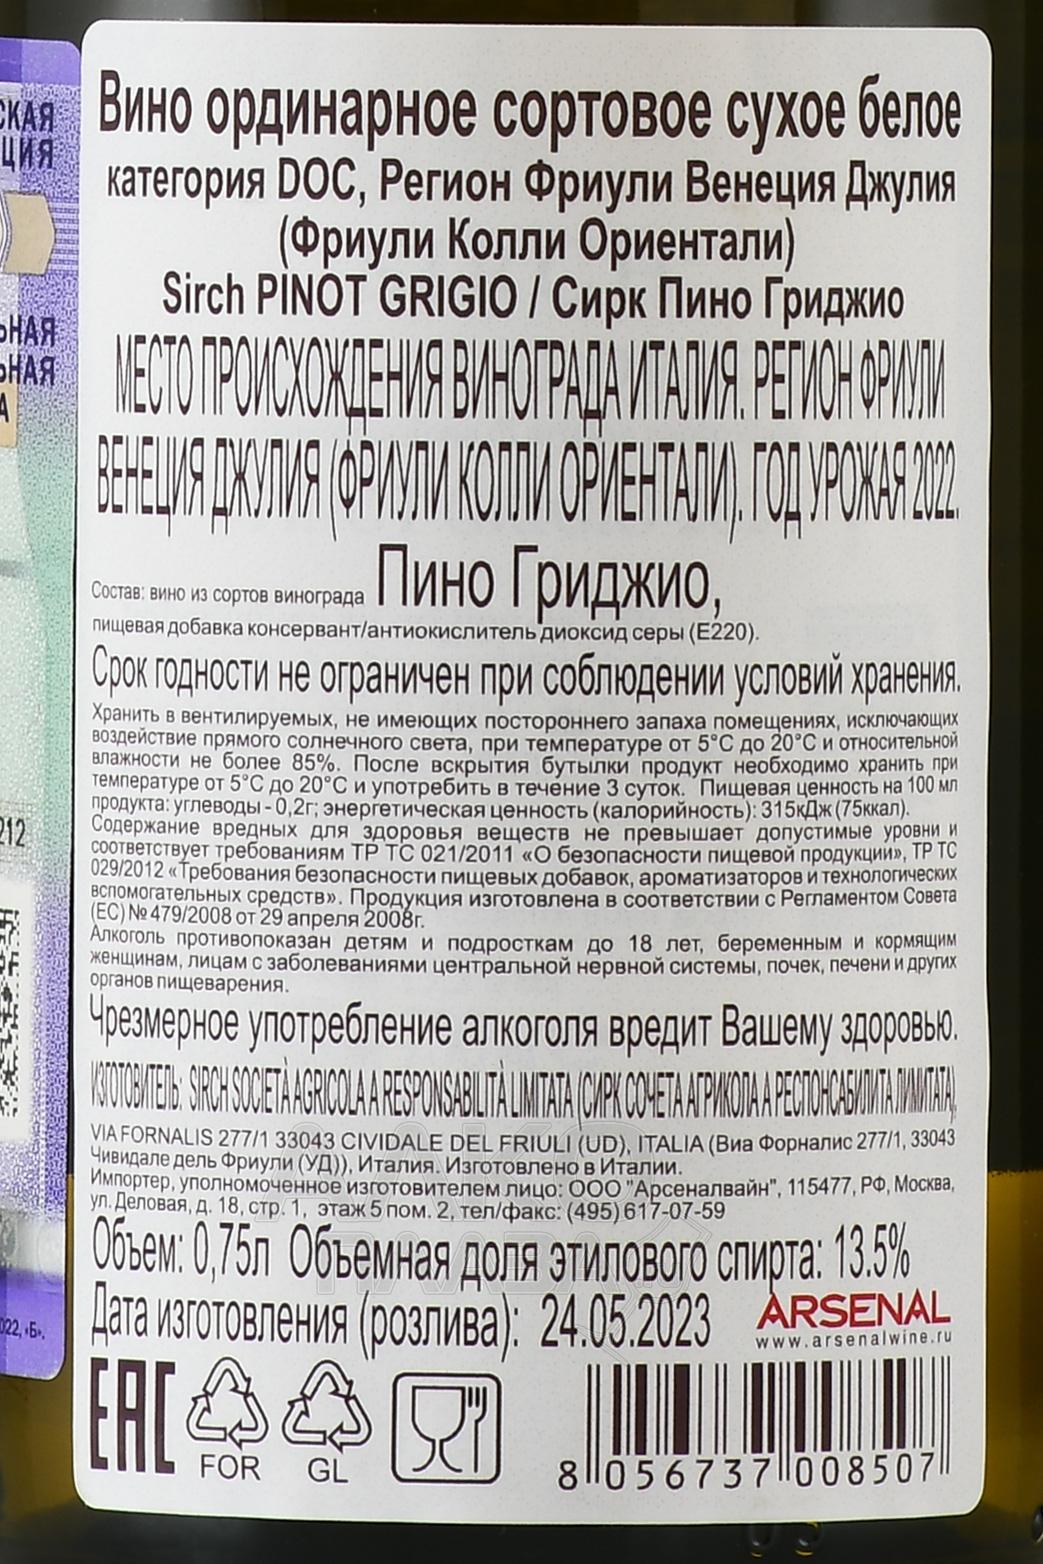 Вино ординарное сортовое сухое белое
категория DOC, Регион Фриули Венеция Джулия
(Фриули Колли Ориентали)
Sirch PINOT GRIGIO / Сирк Пино Гриджио
МЕСТО ПРОИСХОЖДЕНИЯ ВИНОГРАДА ИТАЛИЯ. РЕГИОН ФРИУЛИ
ВЕНЕЦИЯ ДЖУЛИЯ (ФРИУЛИ КОЛЛИ ОРИЕНТАЛИ). ГОД УРОЖАЯ 2022.
Состав: вино из сортов винограда Пино Гриджио,
пищевая добавка консервант/антиокислитель диоксид серы (Е220).
Срок годности не ограничен при соблюдении условий хранения.
Хранить в вентилируемых, не имеющих постороннего запаха помещениях, исключающих
воздействие прямого солнечного света, при температуре от 5°С до 20°С и относительной
влажности не более 85%. После вскрытия бутылки продукт необходимо хранить при
температуре от 5°С до 20°С и употребить в течение 3 суток. Пищевая ценность на 100 мл
продукта: углеводы - 0,2г; энергетическая ценность (калорийность): 315кДж (75ккал).
Содержание вредных для здоровья веществ не превышает допустимые уровни и
соответствует требованиям ТР ТС 021/2011 «О безопасности пищевой продукции», ТР ТС
029/2012 «Требования безопасности пищевых добавок, ароматизаторов и технологических
вспомогательных средств». Продукция изготовлена в соответствии с Регламентом Совета
(ЕС) № 479/2008 от 29 апреля 2008г.
Алкоголь противопоказан детям и подросткам до 18 лет, беременным и кормящим
женщинам, лицам с заболеваниями центральной нервной системы, почек, печени и других
органов пищеварения.
Чрезмерное употребление алкоголя вредит Вашему здоровью.
ИЗГОТОВИТЕЛЬ: SIRCH SOCIETÀ AGRICOLA A RESPONSABILITÀ LIMITATA (СИРК СОЧЕТА АГРИКОЛА А РЕСПОНСАБИЛИТА ЛИМИТАТА),
VIA FORNALIS 277/1 33043 CIVIDALE DEL FRIULI (UD), ITALIA (Виа Форналис 277/1, 33043
Чивидале дель Фриули (УД)), Италия. Изготовлено в Италии.
Импортер, уполномоченное изготовителем лицо: ООО "Арсеналвайн", 115477, РФ, Москва,
ул. Деловая, д. 18, стр. 1, этаж 5 пом. 2, тел/факс: (495) 617-07-59
Объем: 0,75л Объемная доля этилового спирта: 13.5%
Дата изготовления (розлива): 24.05.2023
ARSENAL
www.arsenalwine.ru
EAC
FOR
GL
8 056737 008507
СКАЯ
ЦИЯ
ЬНАЯ
ЬНАЯ
А
212
022, «Б».